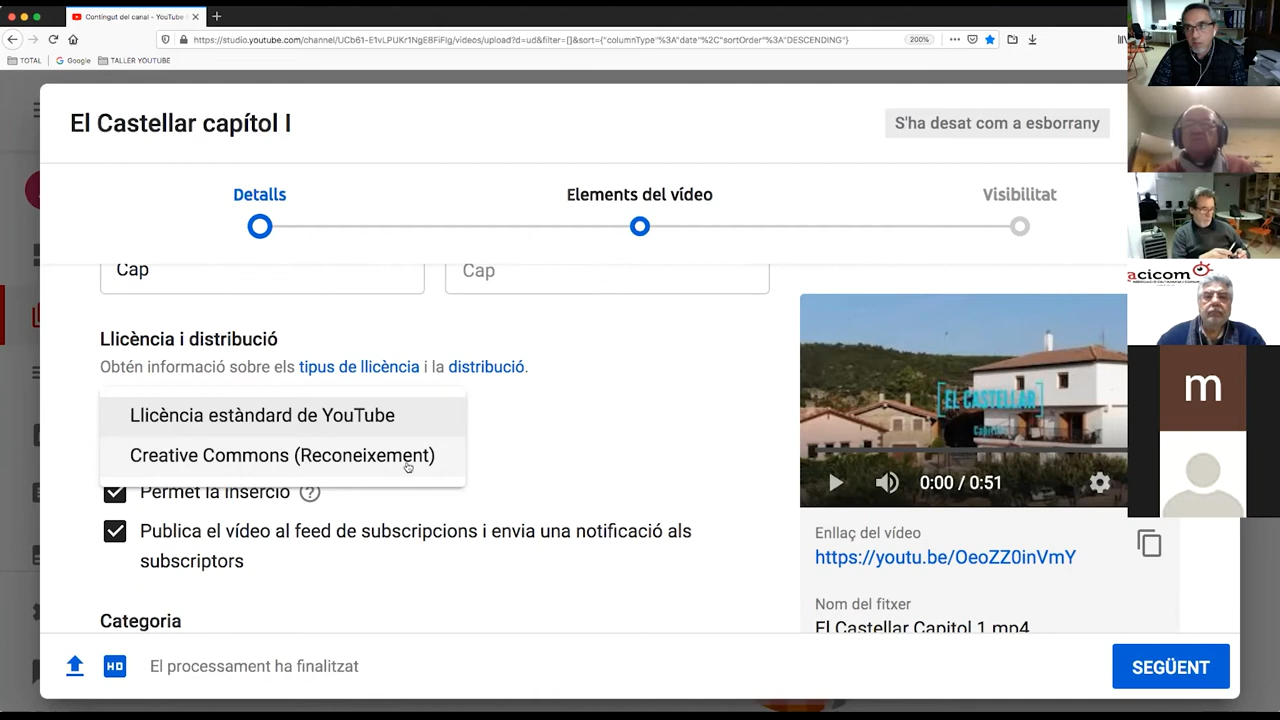 Contingut del canal - YouTube
https://studio.youtube.com/channel/UCb61-E1vLPUKr1NgE8FEig/videos/upload?d=ud&filter=[]&sort={"columnType"%3A"date"%2C"sortOrder"%3A"DESCENDING"}
200%
TOTAL
Google
TALLER YOUTUBE
El Castellar capítol I
S'ha desat com a esborrany
Detalls
Elements del vídeo
Visibilitat
Cap
Cap
Llicència i distribució
Obtén informació sobre els tipus de llicència i la distribució.
Llicència estàndard de YouTube
Creative Commons (Reconeixement)
Permet la inserció
Publica el vídeo al feed de subscripcions i envia una notificació als
subscriptors
Categoria
EL CASTELLAR
0:00 / 0:51
Enllaç del vídeo
https://youtu.be/OeoZZ0inVmY
Nom del fitxer
El Castellar Capitol 1.mp4
HD
El processament ha finalitzat
SEGÜENT
acicom
m